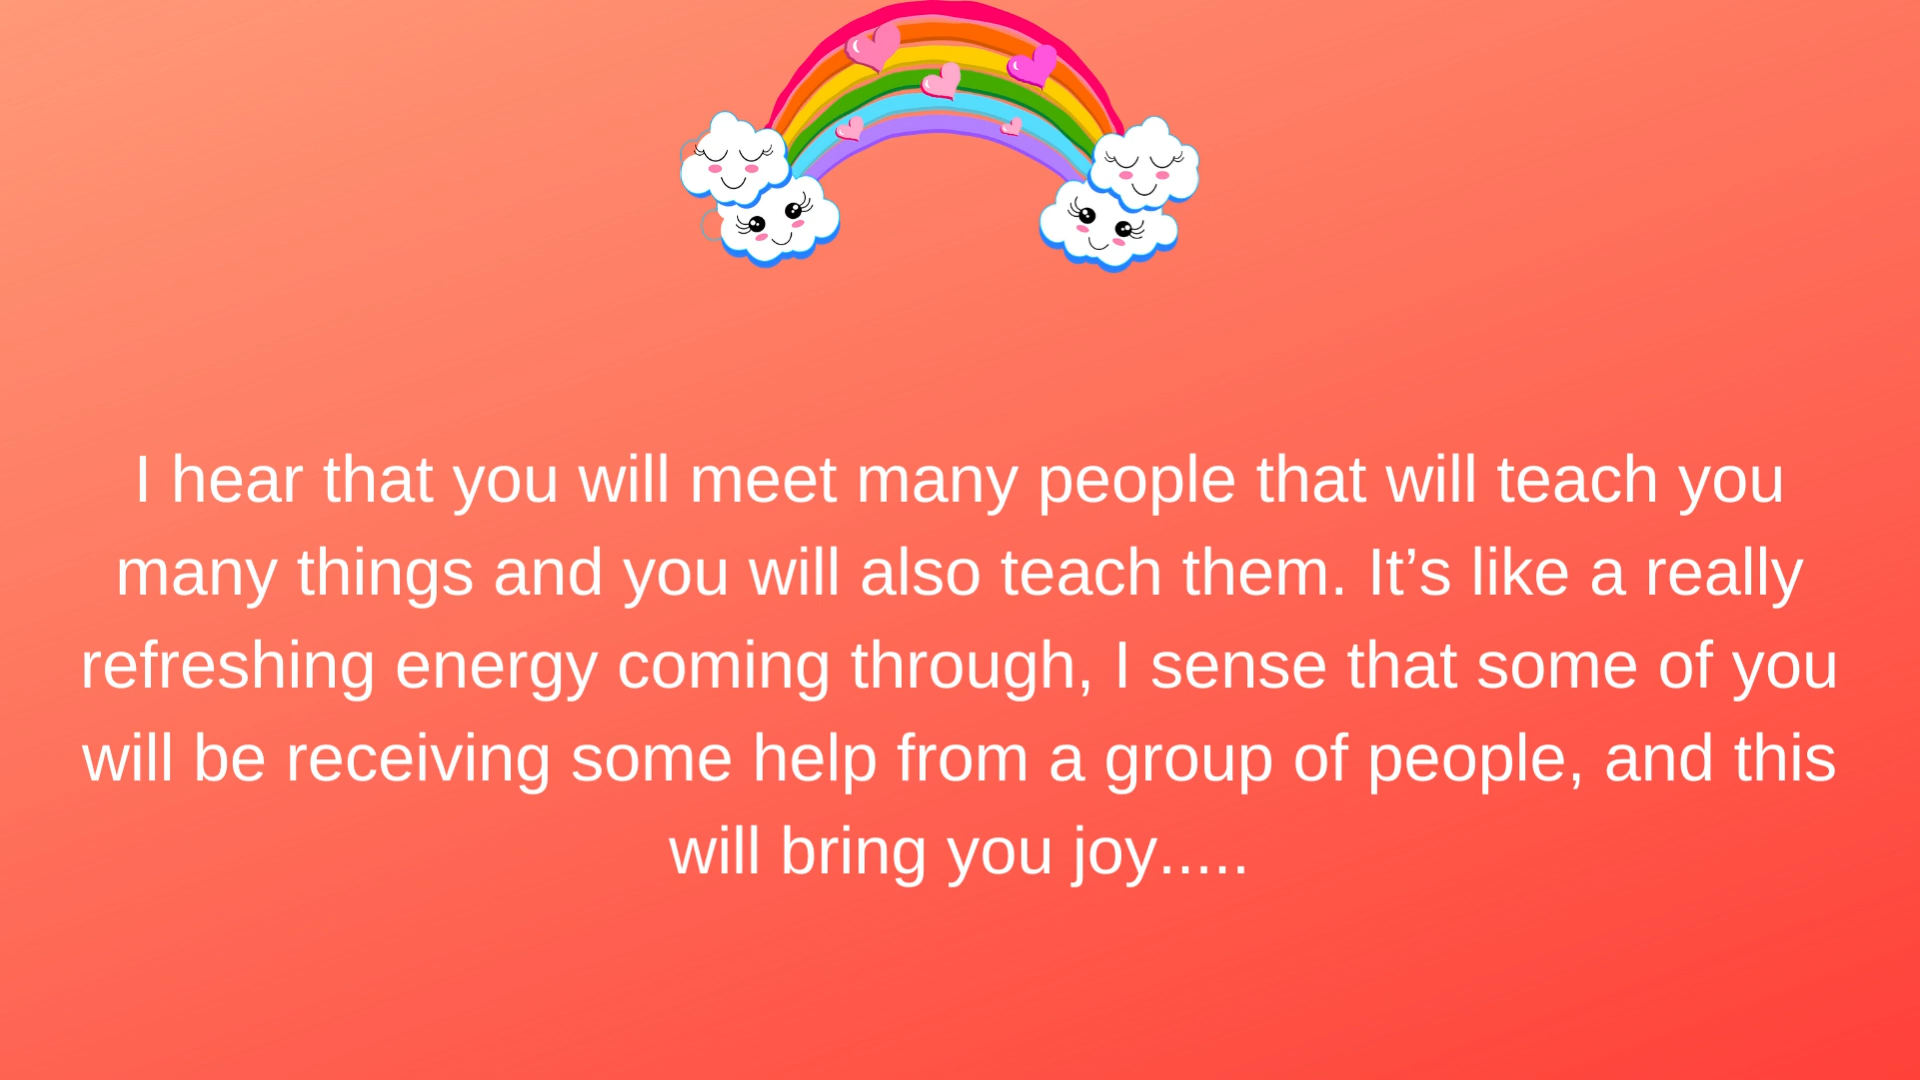 I hear that you will meet many people that will teach you
many things and you will also teach them. It’s like a really
refreshing energy coming through, I sense that some of you
will be receiving some help from a group of people, and this
will bring you joy.....